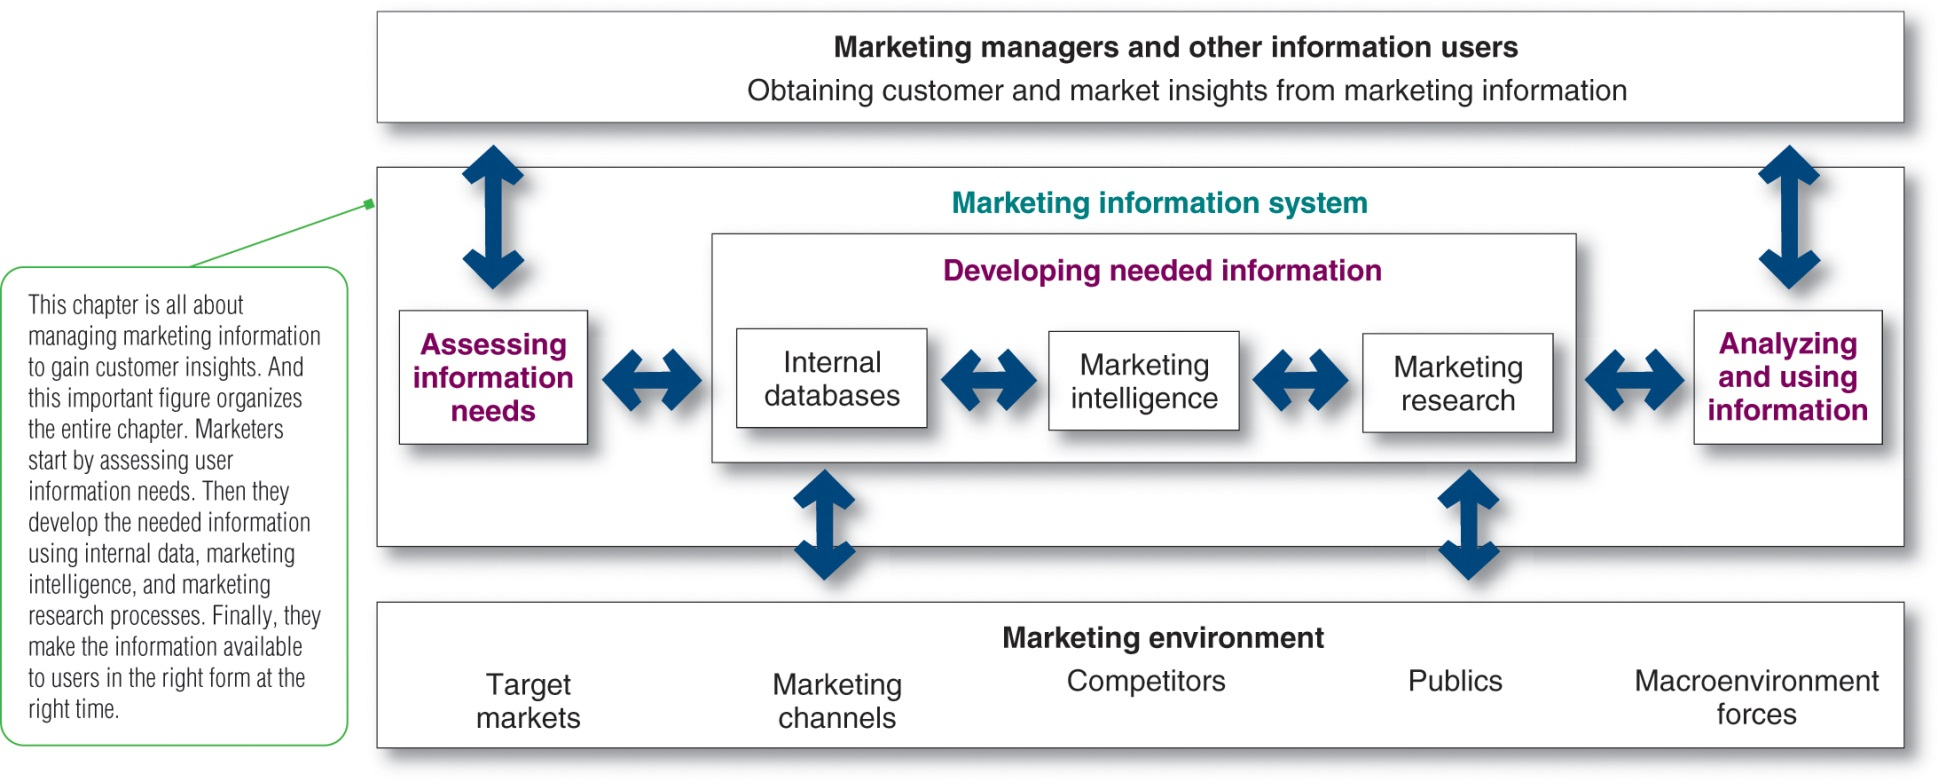 Marketing managers and other information users
Obtaining customer and market insights from marketing information
Marketing information system
Developing needed information
Assessing
information
needs
Internal
databases
Marketing
intelligence
Marketing
research
Analyzing
and using
information
Marketing environment
Target
markets
Marketing
channels
Competitors
Publics
Macroenvironment
forces
This chapter is all about
managing marketing information
to gain customer insights. And
this important figure organizes
the entire chapter. Marketers
start by assessing user
information needs. Then they
develop the needed information
using internal data, marketing
intelligence, and marketing
research processes. Finally, they
make the information available
to users in the right form at the
right time.